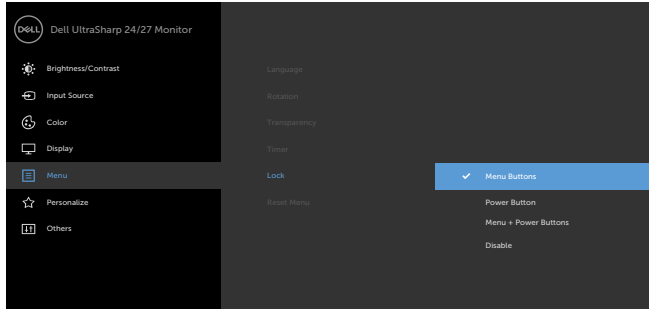 DELL Dell UltraSharp 24/27 Monitor
Brightness/Contrast
Input Source
Color
Display
Menu
Personalize
Others
Language
Rotation
Transparency
Timer
Lock
Reset Menu
Menu Buttons
Power Button
Menu + Power Buttons
Disable